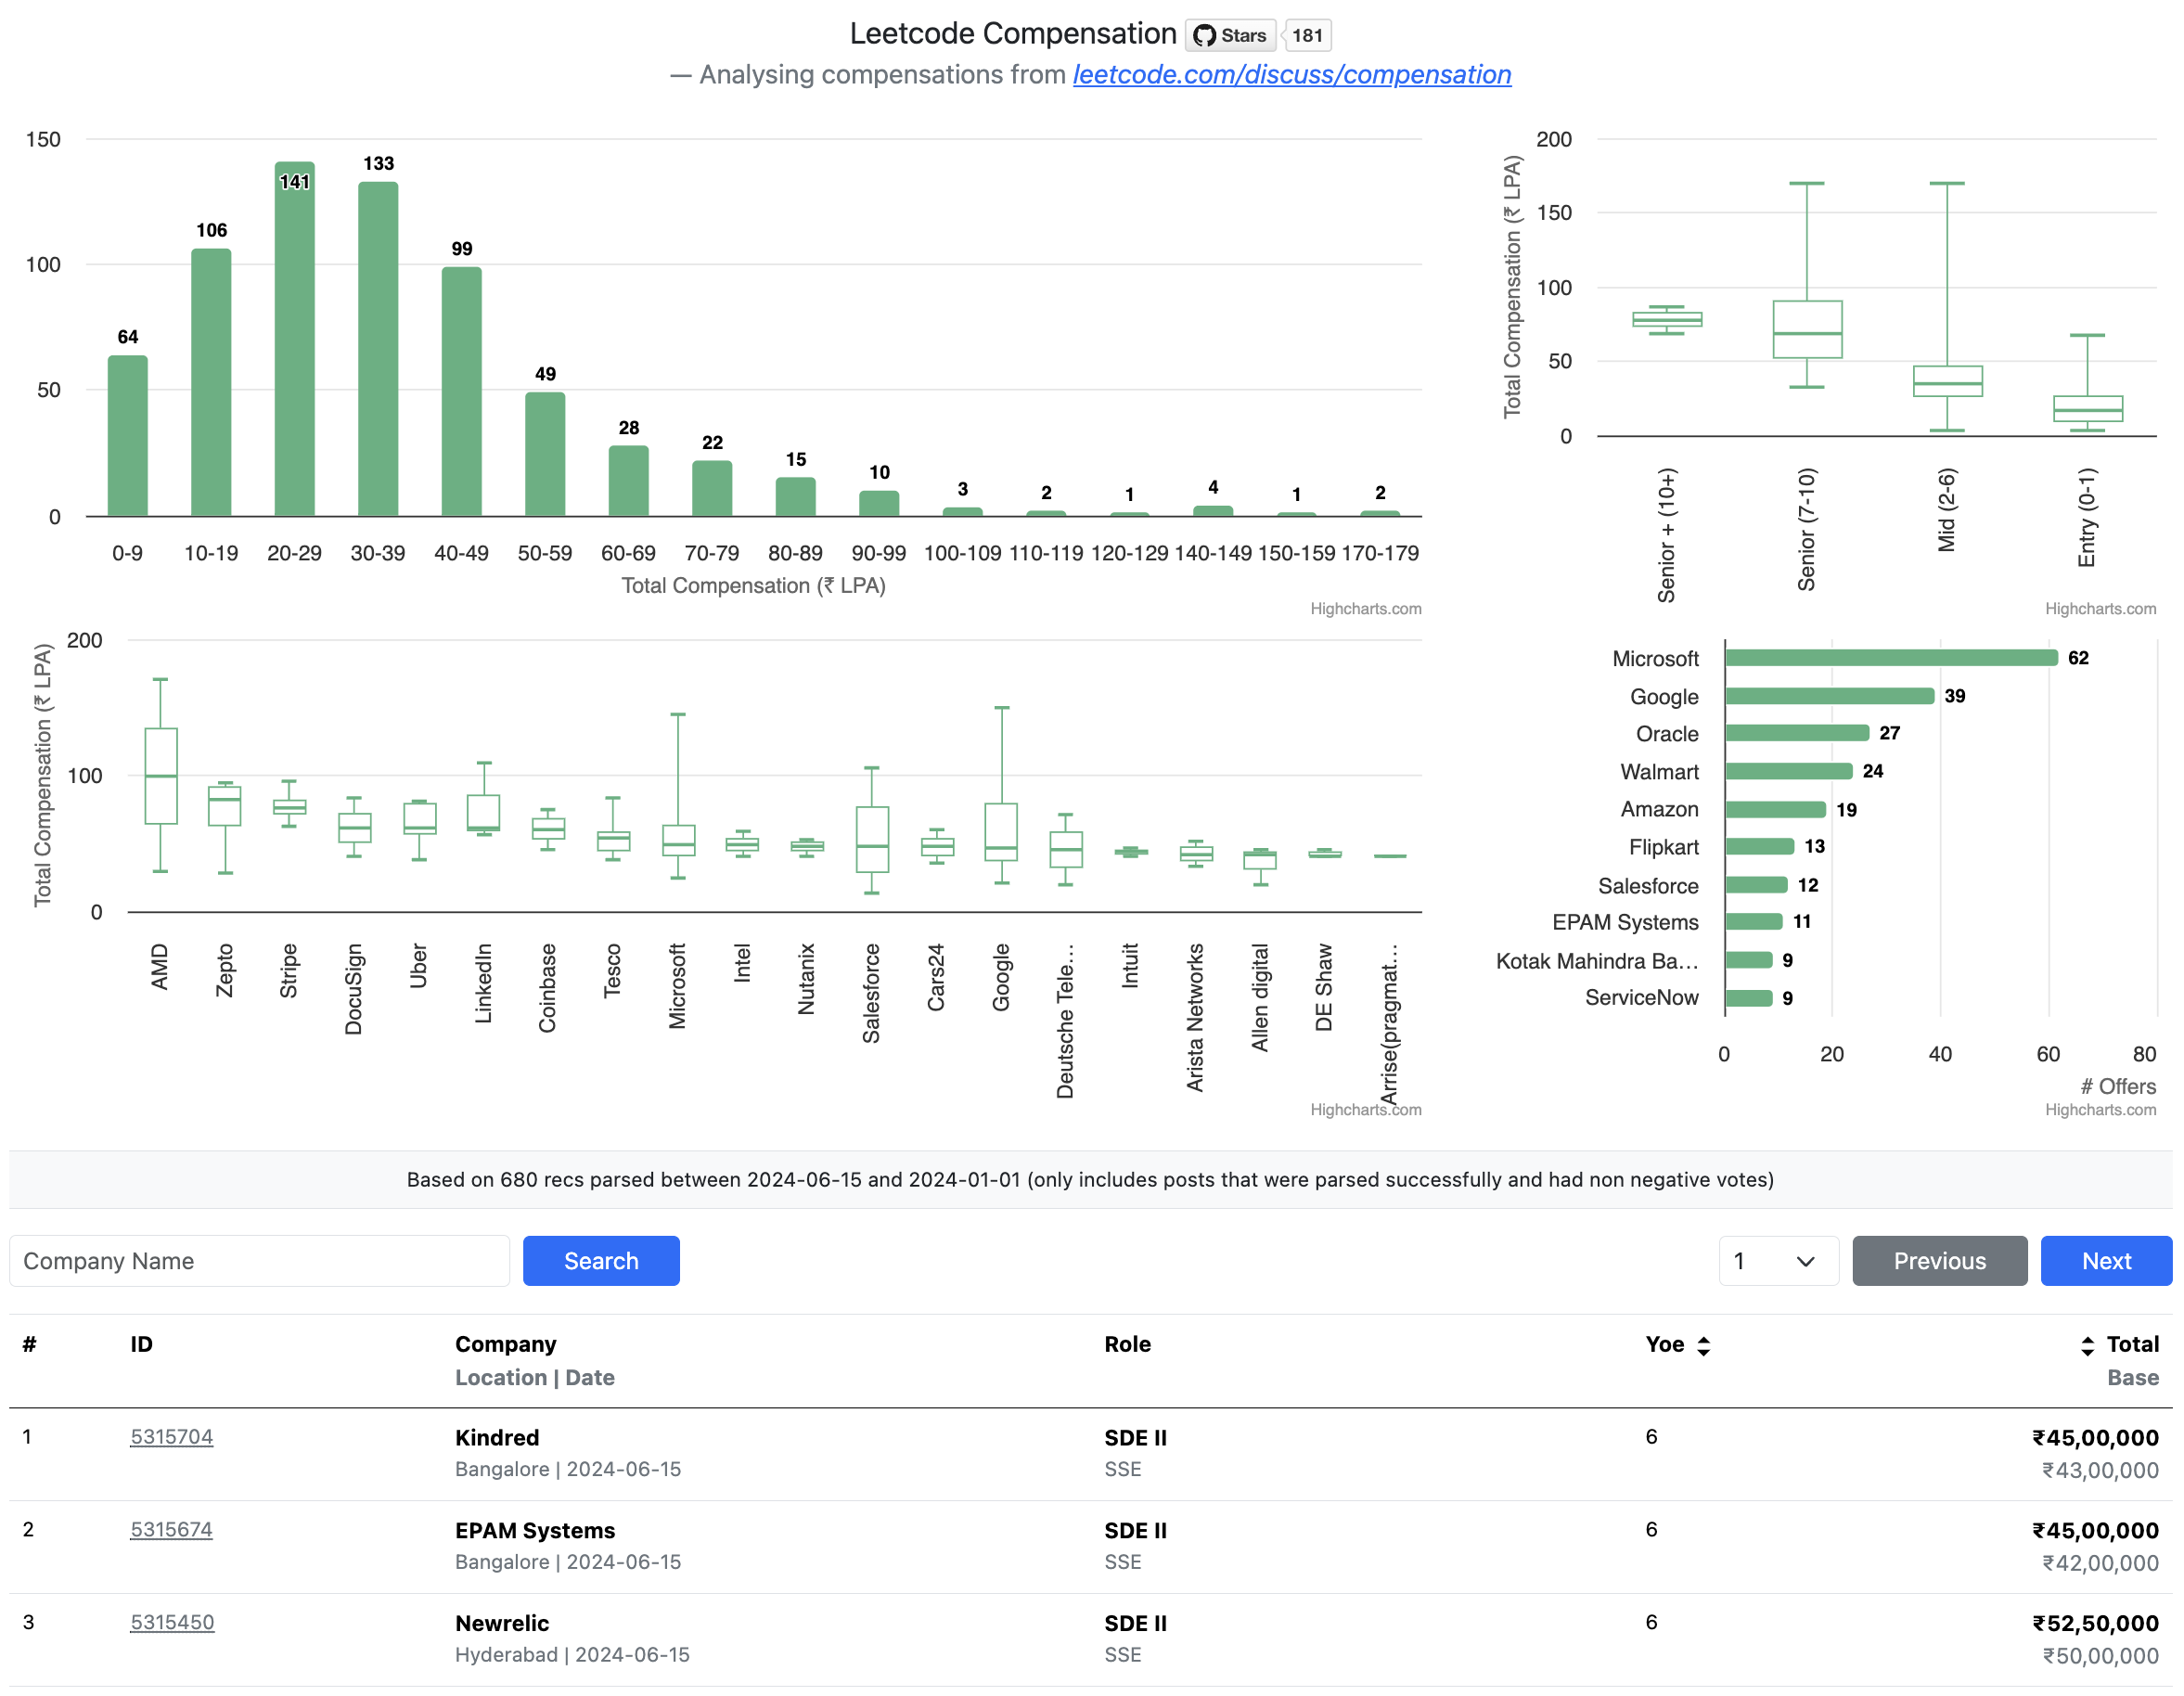 Leetcode Compensation Stars 181
— Analysing compensations from leetcode.com/discuss/compensation
150
100
50
0
64
106
141
133
99
49
28
22
15
10
3
2
1
4
1
2
0-9 10-19 20-29 30-39 40-49 50-59 60-69 70-79 80-89 90-99 100-109 110-119 120-129 140-149 150-159 170-179
Total Compensation (₹ LPA)
Highcharts.com
Total Compensation (₹ LPA)
200
150
100
50
0
Senior + (10+)
Senior (7-10)
Mid (2-6)
Entry (0-1)
Highcharts.com
Total Compensation (₹ LPA)
200
100
0
AMD
Zepto
Stripe
DocuSign
Uber
LinkedIn
Coinbase
Tesco
Microsoft
Intel
Nutanix
Salesforce
Cars24
Google
Deutsche Tele…
Intuit
Arista Networks
Allen digital
DE Shaw
Arrise(pragmat…
Highcharts.com
Microsoft 62
Google 39
Oracle 27
Walmart 24
Amazon 19
Flipkart 13
Salesforce 12
EPAM Systems 11
Kotak Mahindra Ba… 9
ServiceNow 9
0 20 40 60 80
# Offers
Highcharts.com
Based on 680 recs parsed between 2024-06-15 and 2024-01-01 (only includes posts that were parsed successfully and had non negative votes)
Company Name Search 1 Previous Next
# ID Company Role Yoe Total
Location | Date Base
1 5315704 Kindred SDE II 6 ₹45,00,000
Bangalore | 2024-06-15 SSE ₹43,00,000
2 5315674 EPAM Systems SDE II 6 ₹45,00,000
Bangalore | 2024-06-15 SSE ₹42,00,000
3 5315450 Newrelic SDE II 6 ₹52,50,000
Hyderabad | 2024-06-15 SSE ₹50,00,000